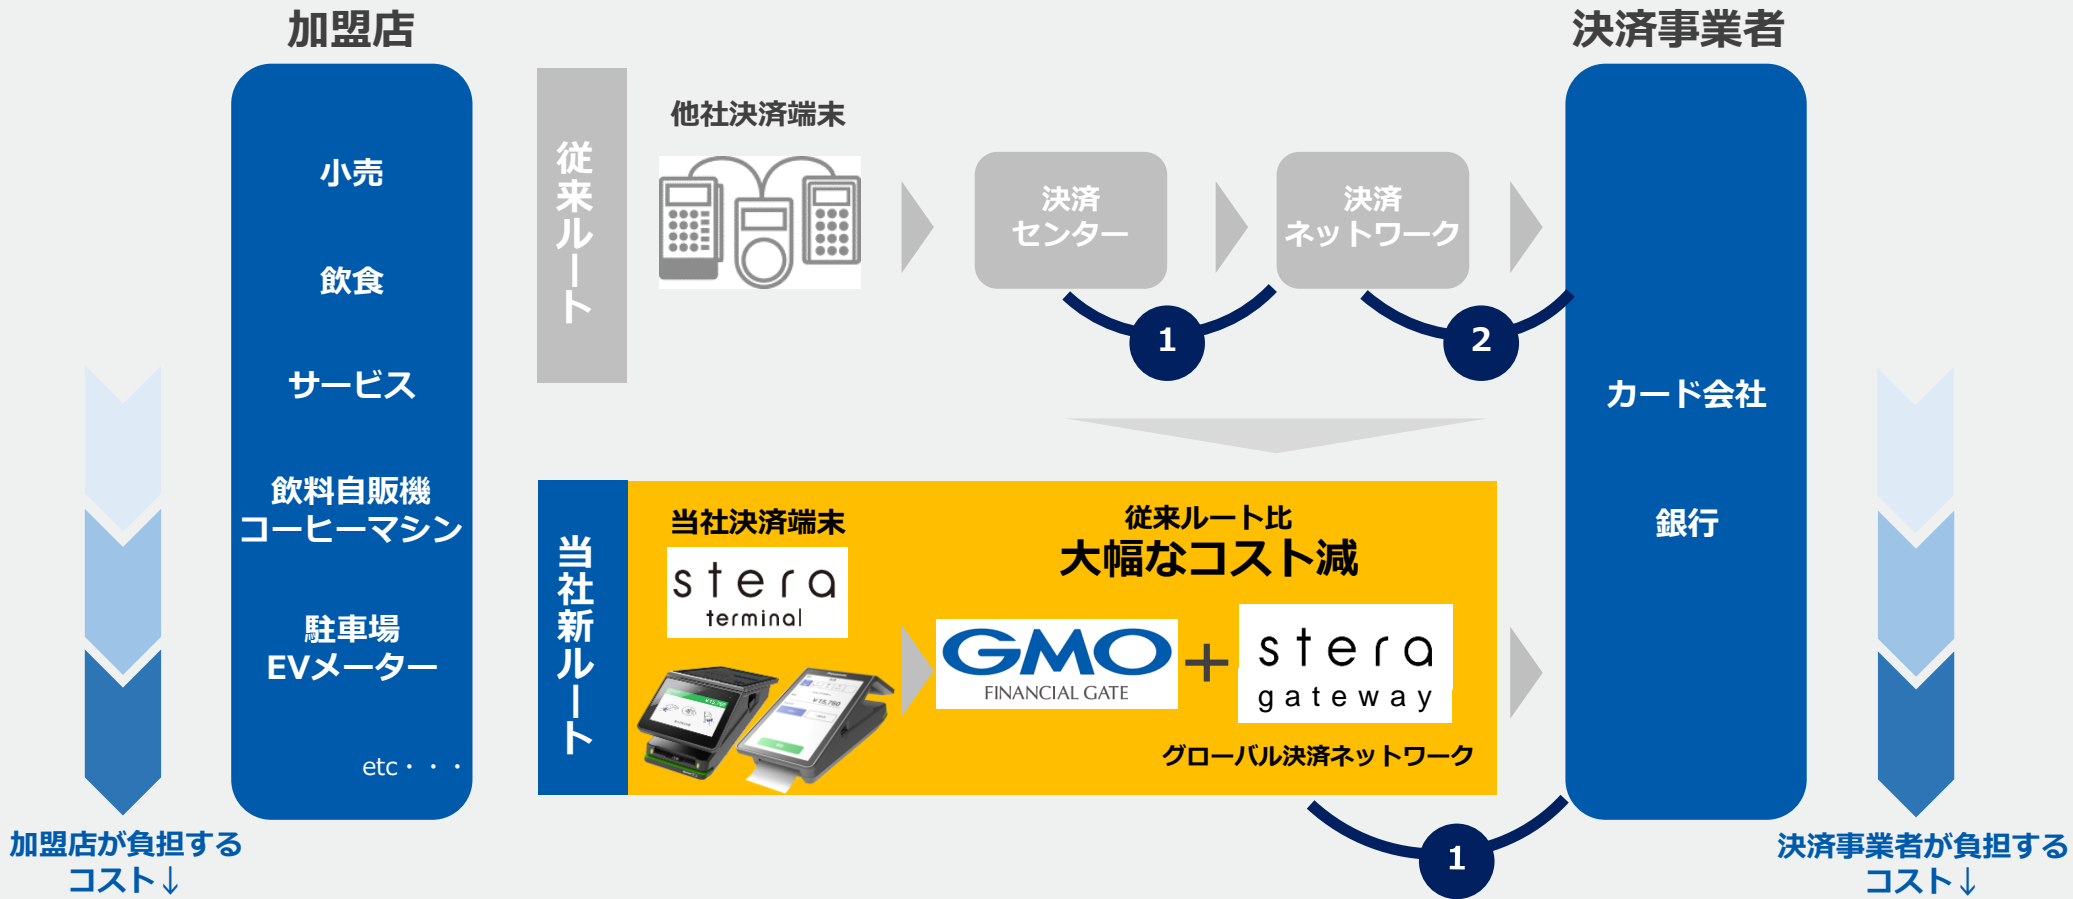 加盟店
決済事業者
小売
飲食
サービス
飲料自販機
コーヒーマシン
駐車場
EVメーター
etc・・・
従来ルート
他社決済端末
決済
センター
決済
ネットワーク
1
2
カード会社
銀行
当社新ルート
当社決済端末
stera
terminal
従来ルート比
大幅なコスト減
GMO
FINANCIAL GATE
+
stera
gateway
グローバル決済ネットワーク
1
加盟店が負担する
コスト↓
決済事業者が負担する
コスト↓